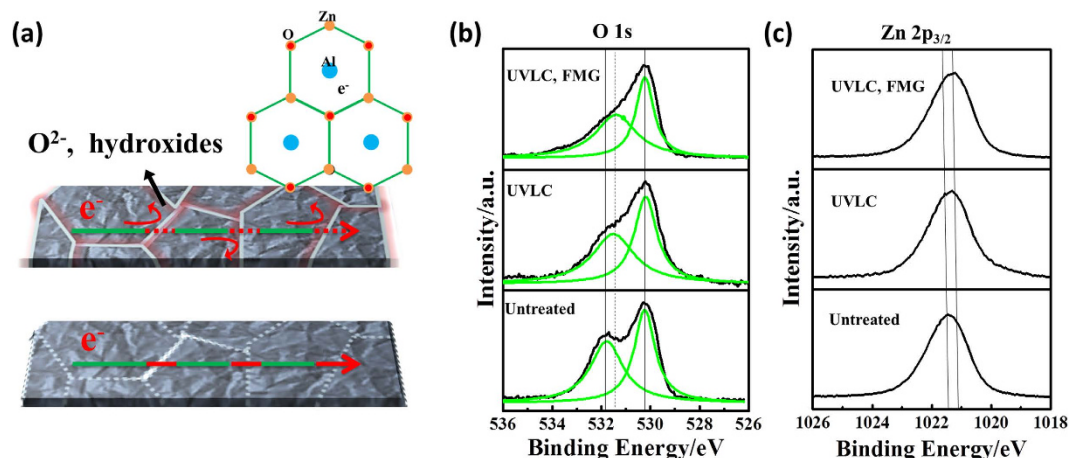 (a)
Zn
O
Al
e⁻
O²⁻, hydroxides
e⁻
e⁻
(b)
O 1s
UVLC, FMG
UVLC
Untreated
Intensity/a.u.
536 534 532 530 528 526
Binding Energy/eV
(c)
Zn 2p₃/₂
UVLC, FMG
UVLC
Untreated
Intensity/a.u.
1026 1024 1022 1020 1018
Binding Energy/eV